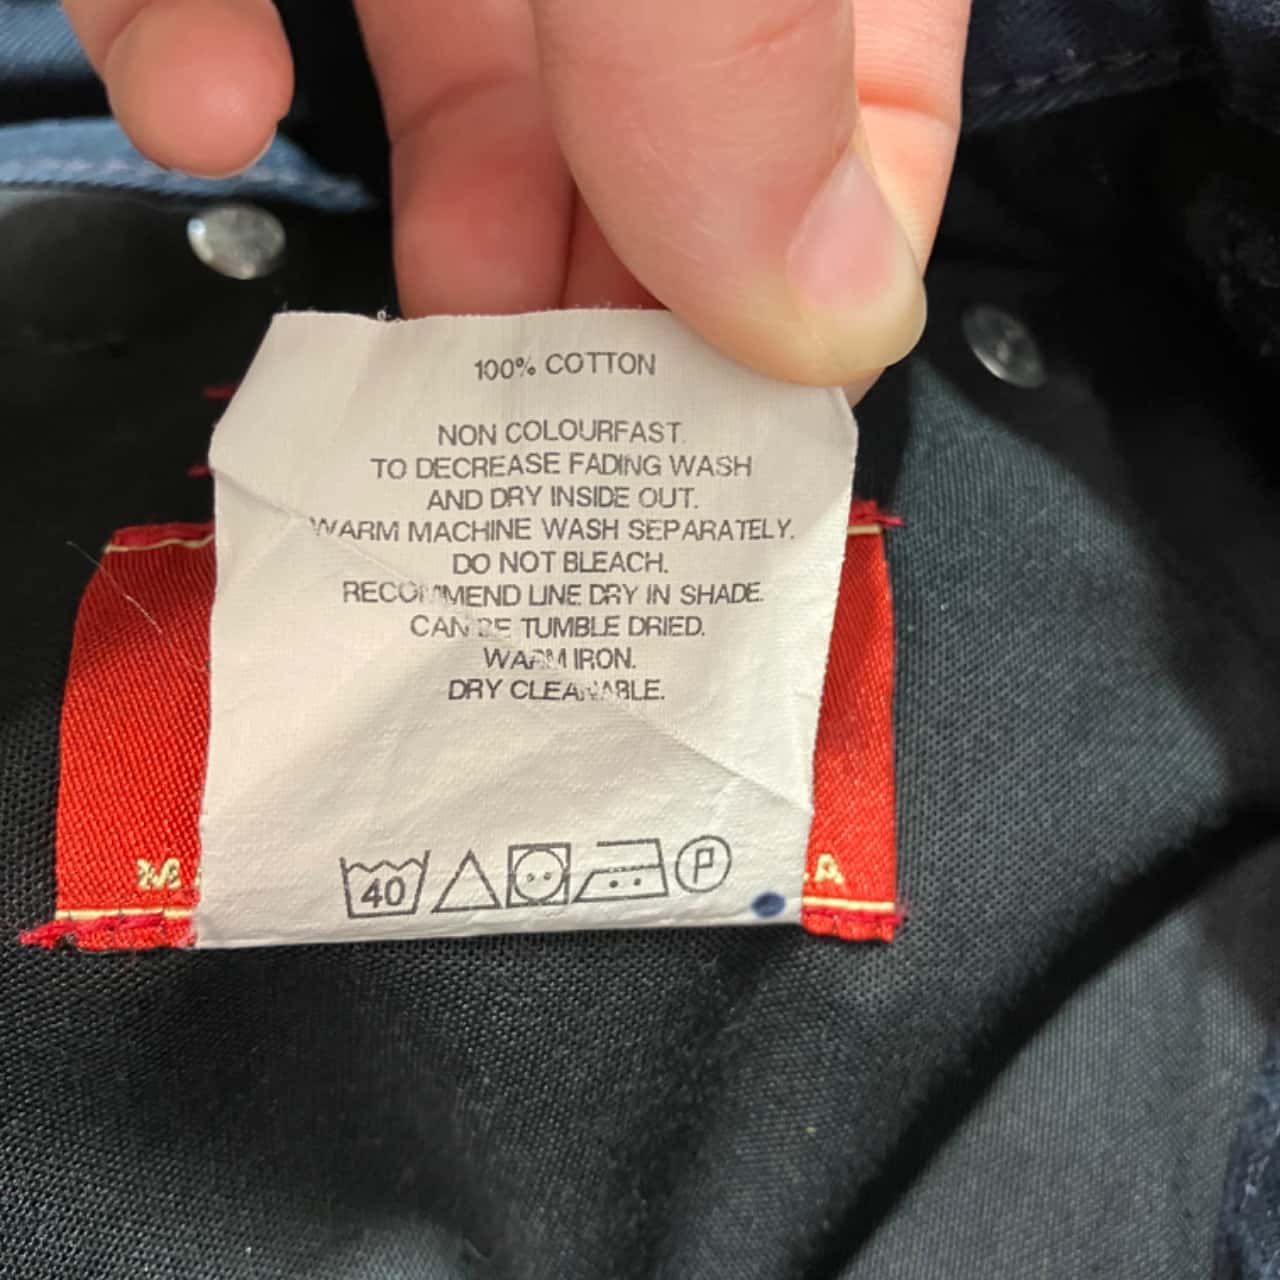 100% COTTON
NON COLOURFAST.
TO DECREASE FADING WASH
AND DRY INSIDE OUT.
WARM MACHINE WASH SEPARATELY.
DO NOT BLEACH.
RECOMMEND LINE DRY IN SHADE.
CAN BE TUMBLE DRIED.
WARM IRON.
DRY CLEANABLE.
40 P